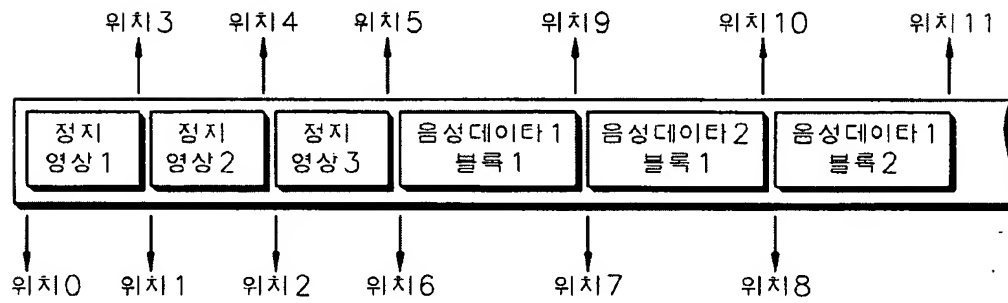 위치3 위치4 위치5 위치9 위치10 위치11
정지 정지 정지 음성데이타1 음성데이타2 음성데이타1
영상1 영상2 영상3 블록1 블록1 블록2
위치0 위치1 위치2 위치6 위치7 위치8